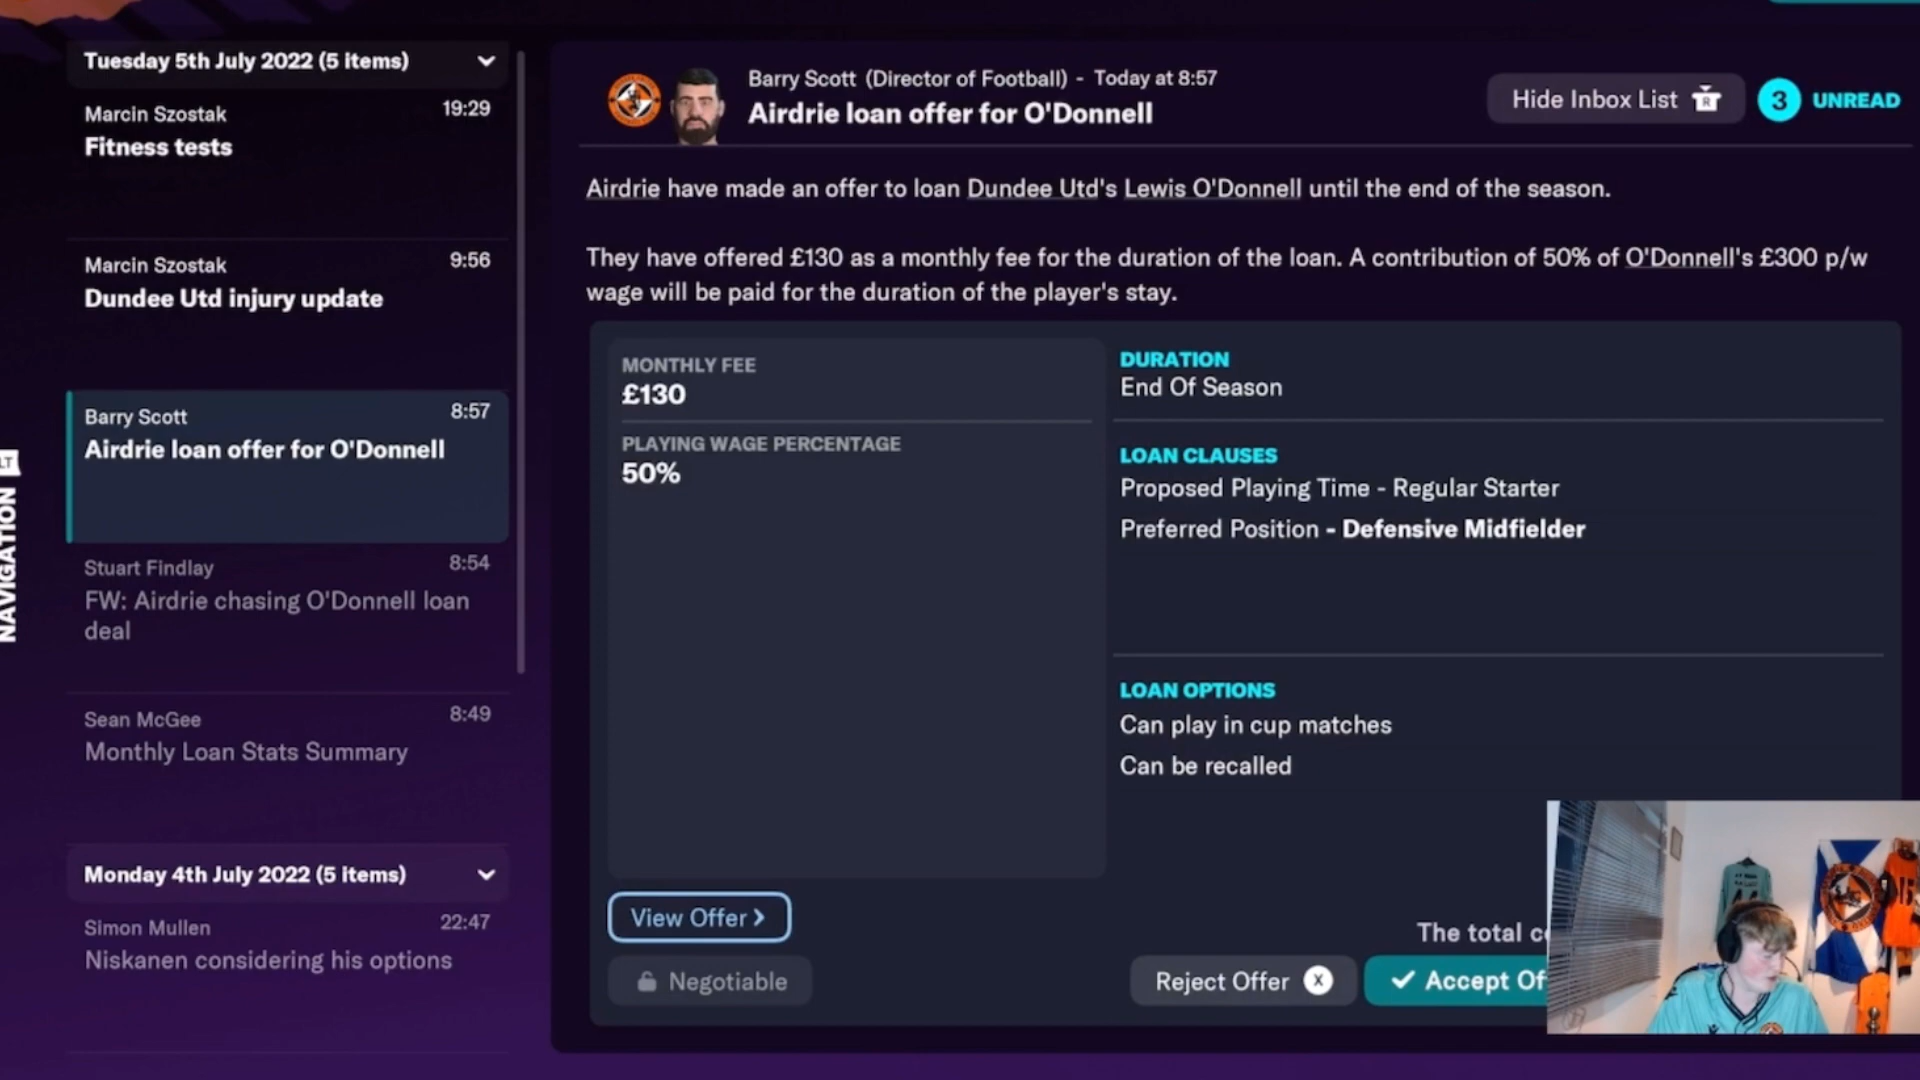 Tuesday 5th July 2022 (5 items)
Marcin Szostak 19:29
Fitness tests
Marcin Szostak 9:56
Dundee Utd injury update
Barry Scott 8:57
Airdrie loan offer for O'Donnell
Stuart Findlay 8:54
FW: Airdrie chasing O'Donnell loan
deal
Sean McGee 8:49
Monthly Loan Stats Summary
Monday 4th July 2022 (5 items)
Simon Mullen 22:47
Niskanen considering his options
NAVIGATION LT
Barry Scott (Director of Football) - Today at 8:57
Airdrie loan offer for O'Donnell
Hide Inbox List R
3 UNREAD
Airdrie have made an offer to loan Dundee Utd's Lewis O'Donnell until the end of the season.
They have offered £130 as a monthly fee for the duration of the loan. A contribution of 50% of O'Donnell's £300 p/w
wage will be paid for the duration of the player's stay.
MONTHLY FEE
£130
PLAYING WAGE PERCENTAGE
50%
DURATION
End Of Season
LOAN CLAUSES
Proposed Playing Time - Regular Starter
Preferred Position - Defensive Midfielder
LOAN OPTIONS
Can play in cup matches
Can be recalled
View Offer >
The total c
Negotiable
Reject Offer X
Accept Of